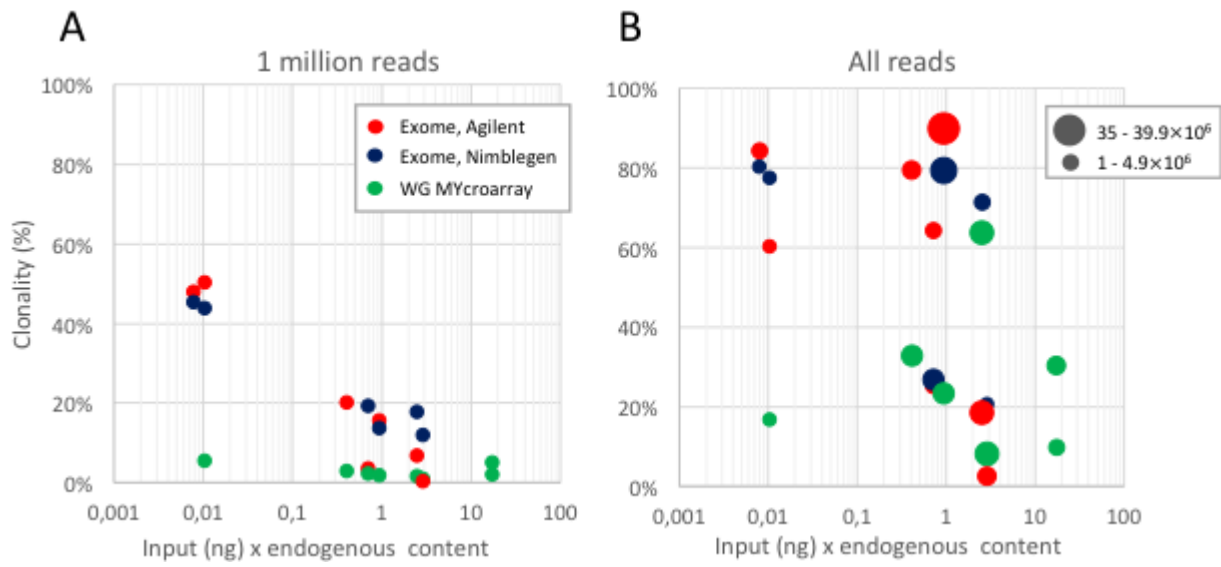 A
1 million reads
100%
80%
60%
40%
20%
0%
Clonality (%)
Exome, Agilent
Exome, Nimblegen
WG MYcroarray
0,001 0,01 0,1 1 10 100
Input (ng) x endogenous content
B
All reads
100%
80%
60%
40%
20%
0%
35 - 39.9×10⁶
1 - 4.9×10⁶
0,001 0,01 0,1 1 10 100
Input (ng) x endogenous content